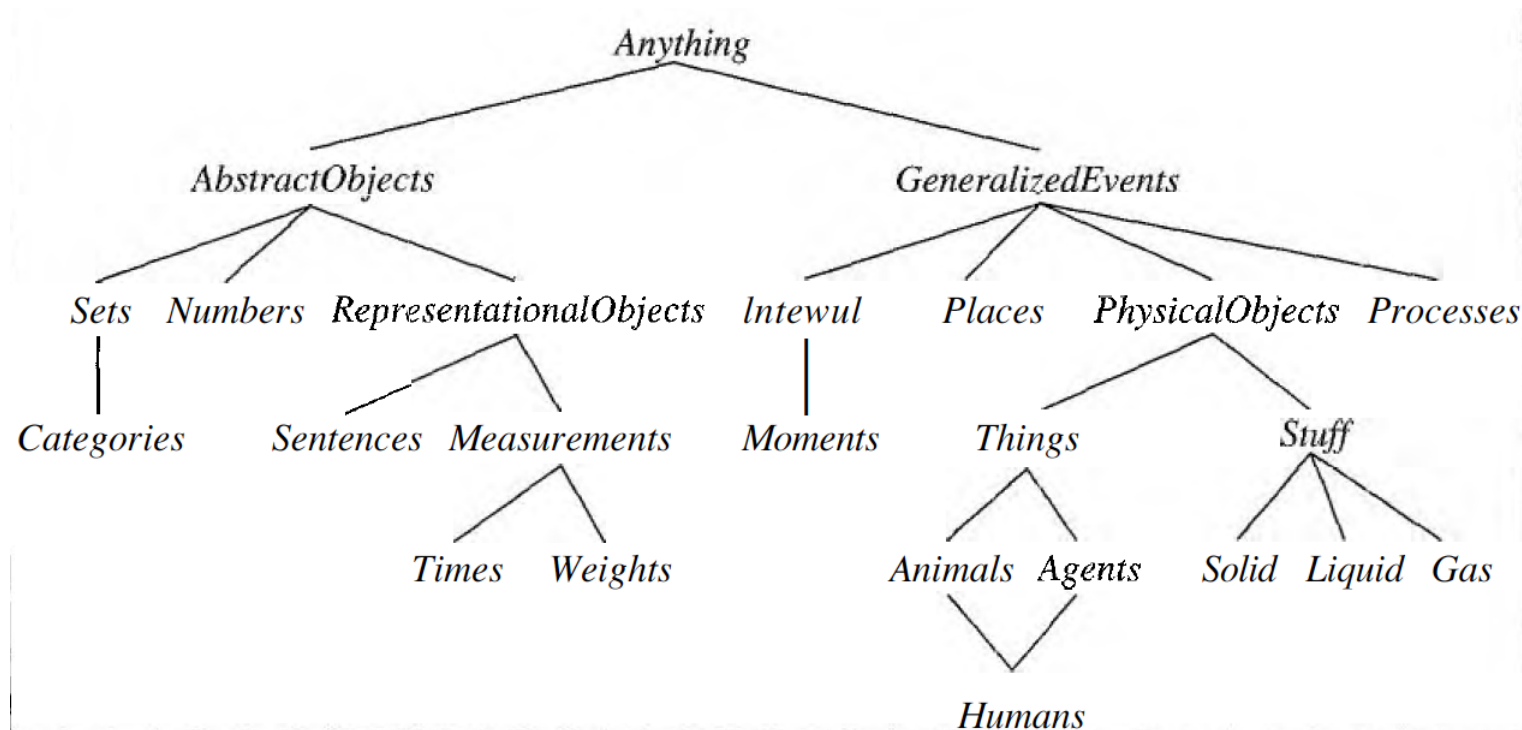 Anything
AbstractObjects GeneralizedEvents
Sets Numbers RepresentationalObjects lntewul Places PhysicalObjects Processes
Categories Sentences Measurements Moments Things Stuff
Times Weights Animals Agents Solid Liquid Gas
Humans